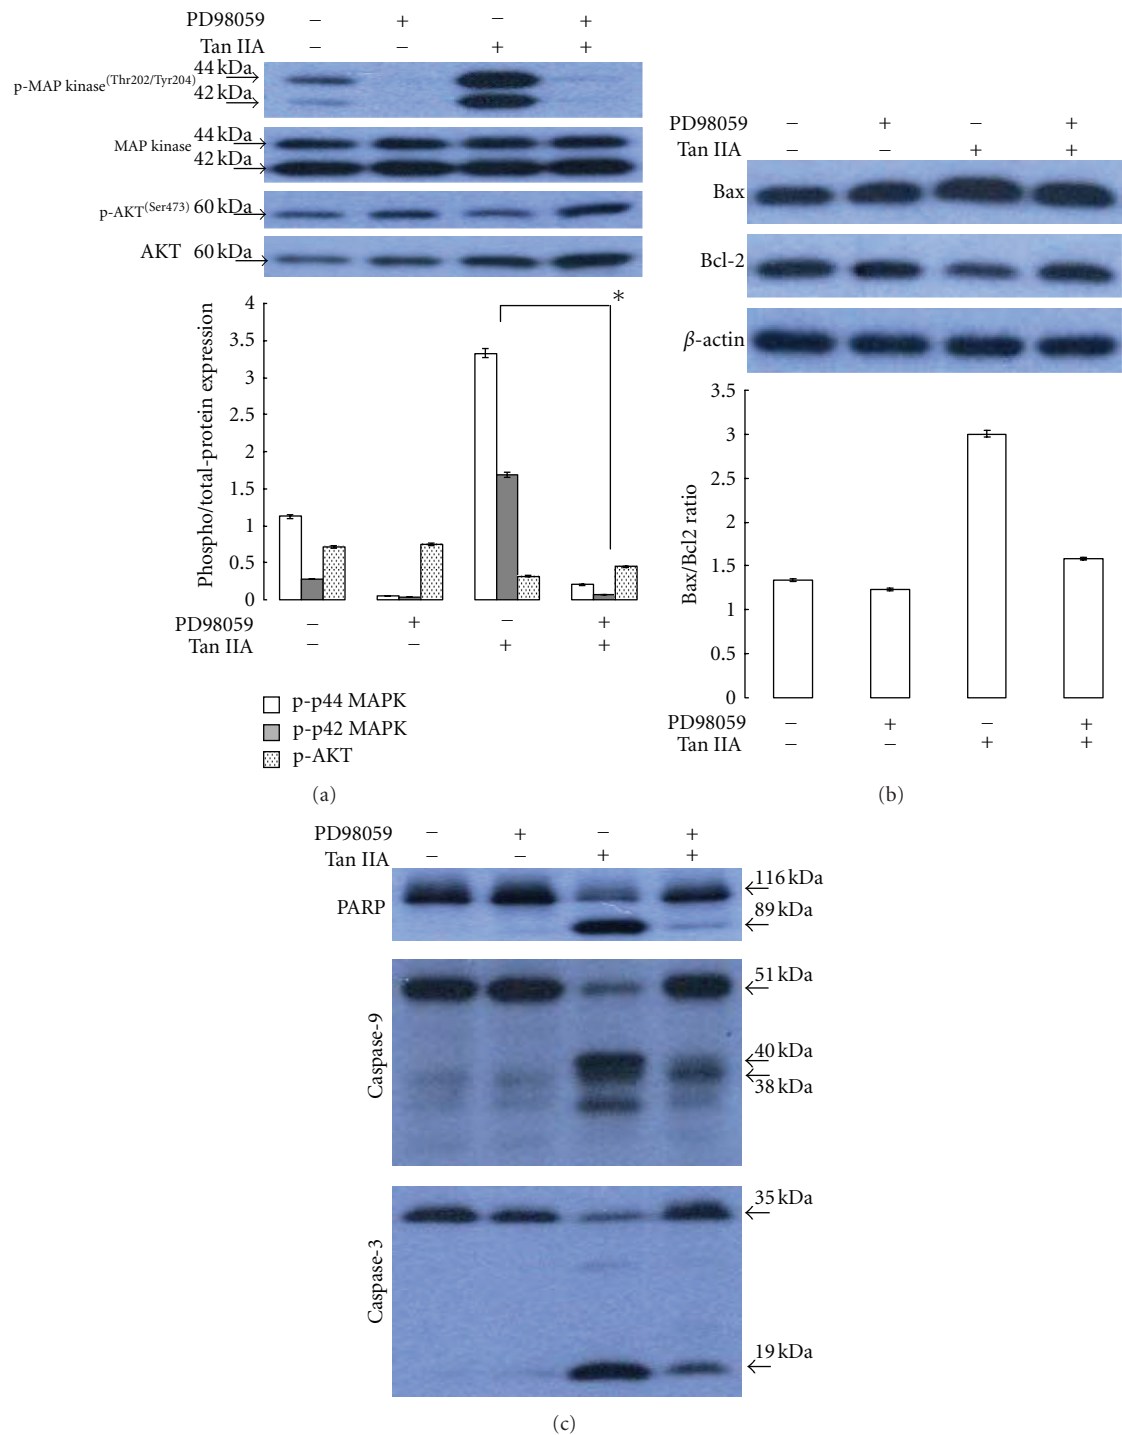 PD98059 − + − +
Tan IIA − − + +
p-MAP kinase(Thr202/Tyr204) 44 kDa
42 kDa
MAP kinase 44 kDa
42 kDa
p-AKT(Ser473) 60 kDa
AKT 60 kDa
Phospho/total-protein expression
4
3.5
3
2.5
2
1.5
1
0.5
0
*
PD98059 − + − +
Tan IIA − − + +
p-p44 MAPK
p-p42 MAPK
p-AKT
(a)
PD98059 − + − +
Tan IIA − − + +
Bax
Bcl-2
β-actin
Bax/Bcl2 ratio
3.5
3
2.5
2
1.5
1
0.5
0
PD98059 − + − +
Tan IIA − − + +
(b)
PD98059 − + − +
Tan IIA − − + +
PARP
116 kDa
89 kDa
Caspase-9
51 kDa
40 kDa
38 kDa
Caspase-3
35 kDa
19 kDa
(c)